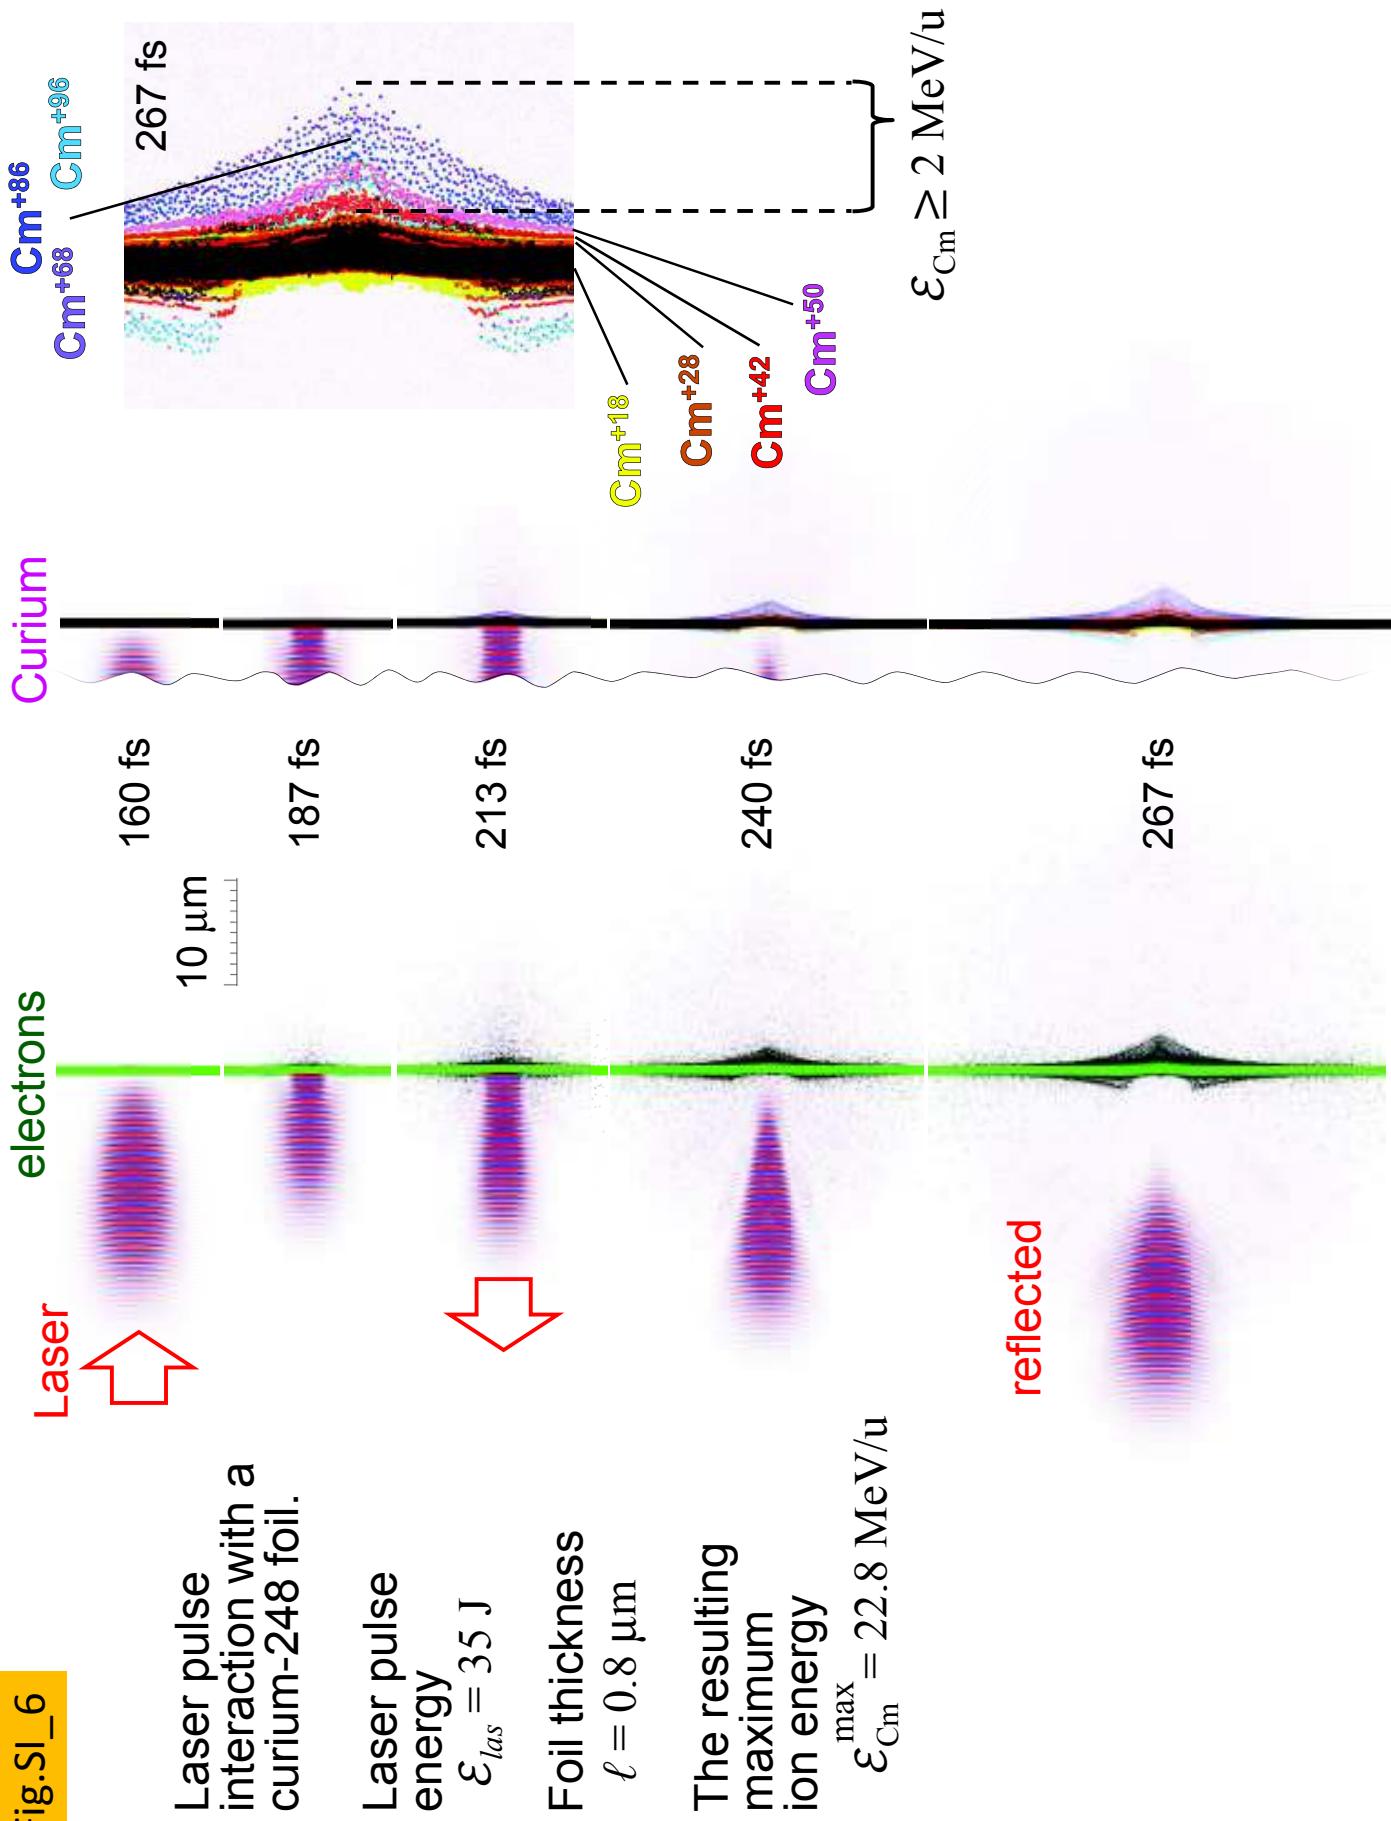 Fig.SI_6
Laser pulse
interaction with a
curium-248 foil.
Laser pulse
energy
ℰlas = 35 J
Foil thickness
ℓ = 0.8 μm
The resulting
maximum
ion energy
ℰCm^max = 22.8 MeV/u
Laser
electrons
10 μm
reflected
160 fs
187 fs
213 fs
240 fs
267 fs
Curium
Cm+86
Cm+68 Cm+96
267 fs
Cm+18
Cm+28
Cm+42
Cm+50
ℰCm ≥ 2 MeV/u